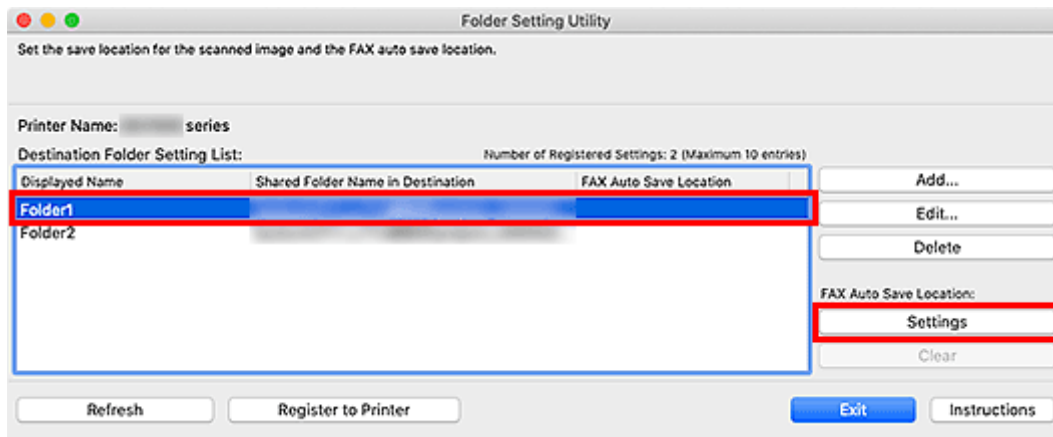 Folder Setting Utility
Set the save location for the scanned image and the FAX auto save location.
Printer Name: series
Destination Folder Setting List: Number of Registered Settings: 2 (Maximum 10 entries)
Displayed Name Shared Folder Name in Destination FAX Auto Save Location
Add...
Folder1
Edit...
Folder2
Delete
FAX Auto Save Location:
Settings
Clear
Refresh Register to Printer Exit Instructions